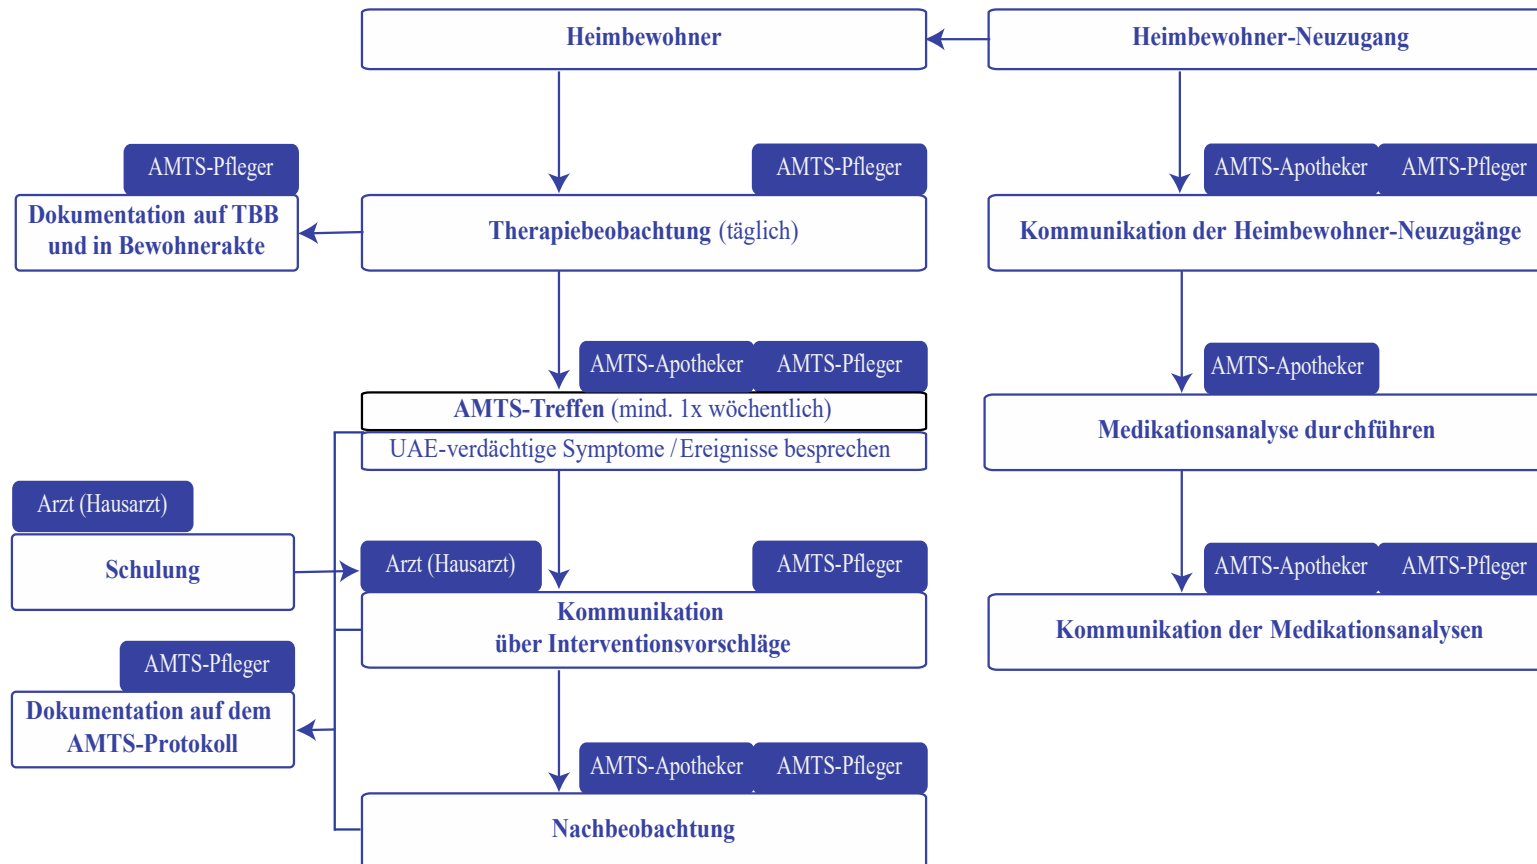 Heimbewohner
Heimbewohner-Neuzugang
AMTS-Pfleger
Dokumentation auf TBB
und in Bewohnerakte
AMTS-Pfleger
Therapiebeobachtung (täglich)
AMTS-Apotheker AMTS-Pfleger
Kommunikation der Heimbewohner-Neuzugänge
AMTS-Apotheker AMTS-Pfleger
AMTS-Treffen (mind. 1x wöchentlich)
UAE-verdächtige Symptome / Ereignisse besprechen
AMTS-Apotheker
Medikationsanalyse durchführen
Arzt (Hausarzt)
Schulung
Arzt (Hausarzt) AMTS-Pfleger
Kommunikation
über Interventionsvorschläge
AMTS-Apotheker AMTS-Pfleger
Kommunikation der Medikationsanalysen
AMTS-Pfleger
Dokumentation auf dem
AMTS-Protokoll
AMTS-Apotheker AMTS-Pfleger
Nachbeobachtung